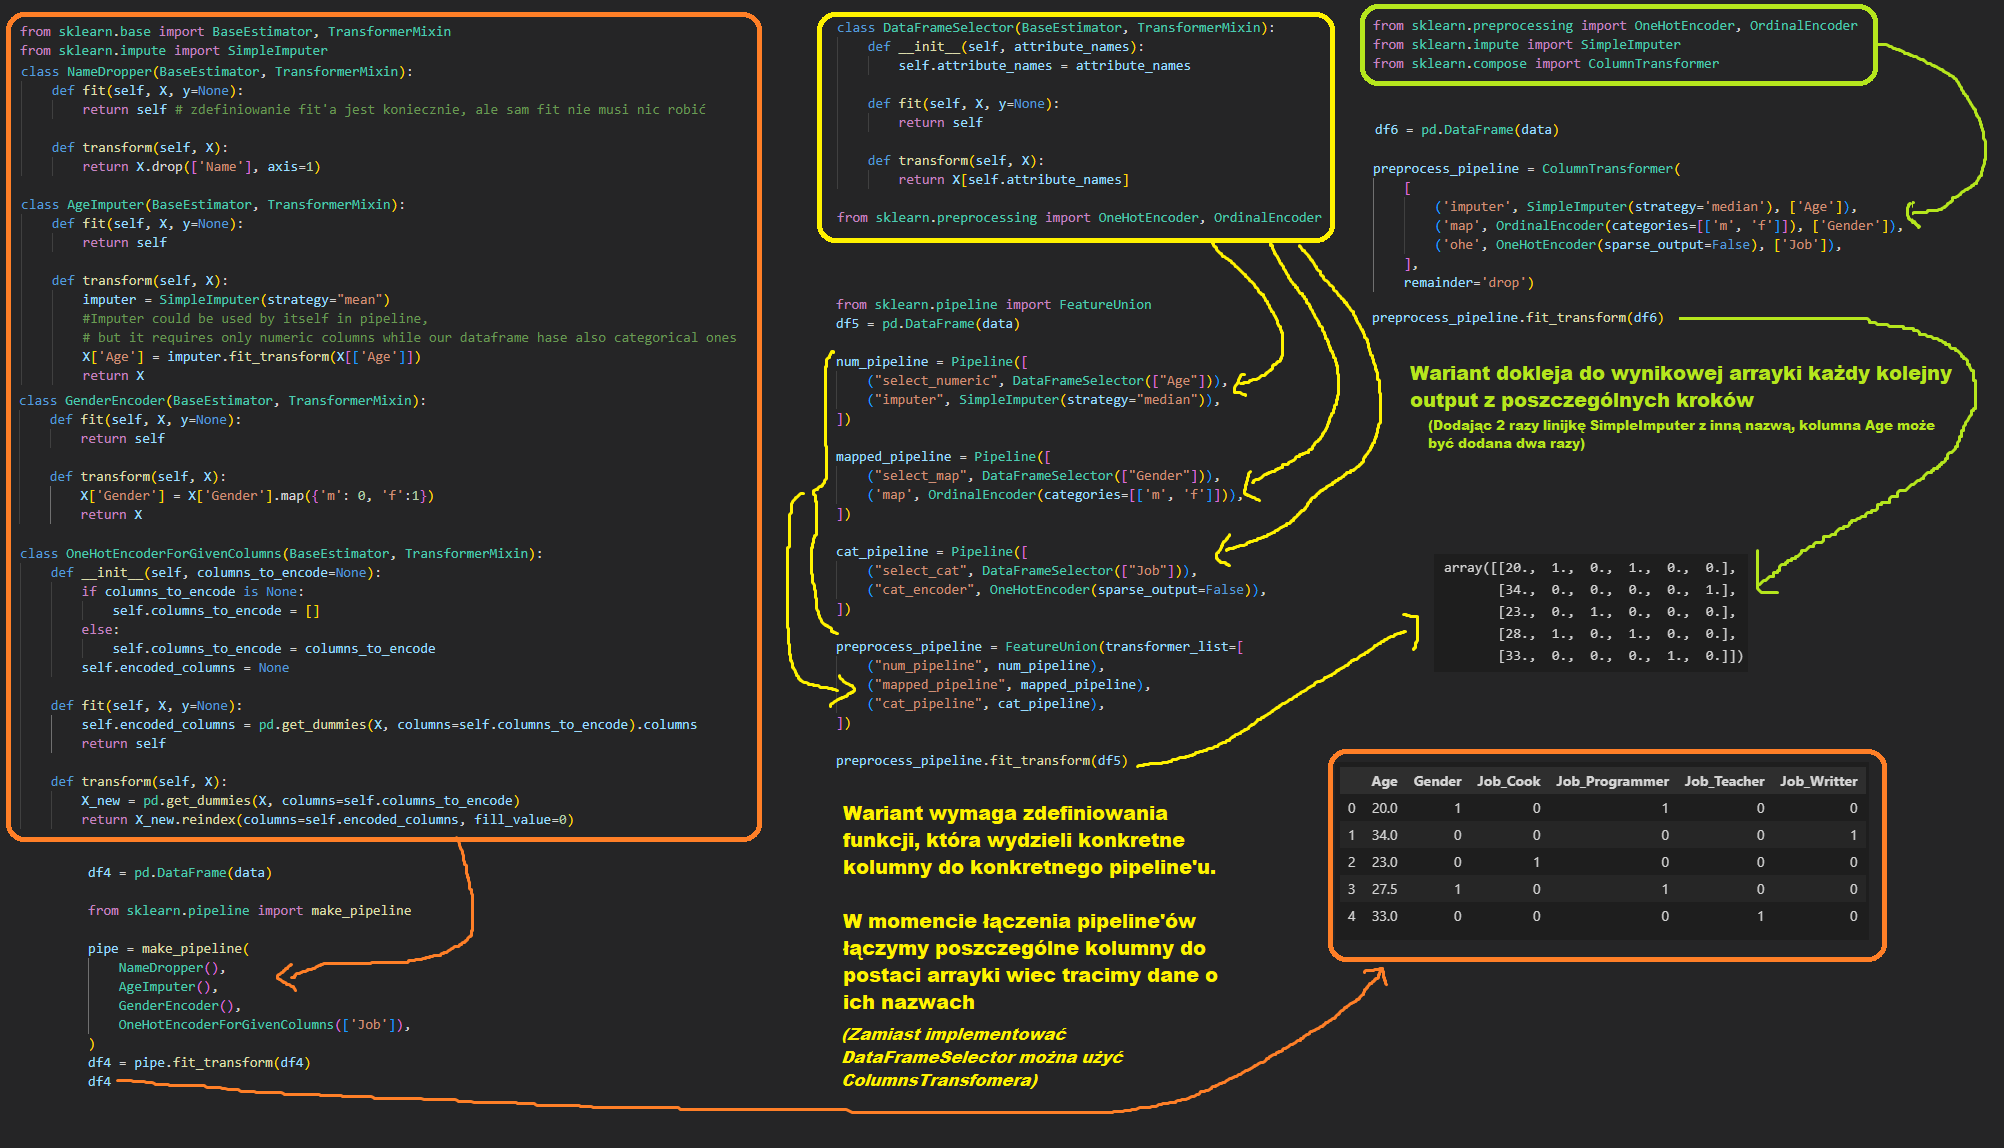 from sklearn.base import BaseEstimator, TransformerMixin
from sklearn.impute import SimpleImputer
class NameDropper(BaseEstimator, TransformerMixin):
    def fit(self, X, y=None):
        return self # zdefiniowanie fit'a jest koniecznie, ale sam fit nie musi nic robić
    def transform(self, X):
        return X.drop(['Name'], axis=1)
class AgeImputer(BaseEstimator, TransformerMixin):
    def fit(self, X, y=None):
        return self
    def transform(self, X):
        imputer = SimpleImputer(strategy="mean")
        #Imputer could be used by itself in pipeline,
        # but it requires only numeric columns while our dataframe hase also categorical ones
        X['Age'] = imputer.fit_transform(X[['Age']])
        return X
class GenderEncoder(BaseEstimator, TransformerMixin):
    def fit(self, X, y=None):
        return self
    def transform(self, X):
        X['Gender'] = X['Gender'].map({'m': 0, 'f':1})
        return X
class OneHotEncoderForGivenColumns(BaseEstimator, TransformerMixin):
    def __init__(self, columns_to_encode=None):
        if columns_to_encode is None:
            self.columns_to_encode = []
        else:
            self.columns_to_encode = columns_to_encode
        self.encoded_columns = None
    def fit(self, X, y=None):
        self.encoded_columns = pd.get_dummies(X, columns=self.columns_to_encode).columns
        return self
    def transform(self, X):
        X_new = pd.get_dummies(X, columns=self.columns_to_encode)
        return X_new.reindex(columns=self.encoded_columns, fill_value=0)
df4 = pd.DataFrame(data)
from sklearn.pipeline import make_pipeline
pipe = make_pipeline(
    NameDropper(),
    AgeImputer(),
    GenderEncoder(),
    OneHotEncoderForGivenColumns(['Job']),
)
df4 = pipe.fit_transform(df4)
df4
class DataFrameSelector(BaseEstimator, TransformerMixin):
    def __init__(self, attribute_names):
        self.attribute_names = attribute_names
    def fit(self, X, y=None):
        return self
    def transform(self, X):
        return X[self.attribute_names]
from sklearn.preprocessing import OneHotEncoder, OrdinalEncoder
from sklearn.pipeline import FeatureUnion
df5 = pd.DataFrame(data)
num_pipeline = Pipeline([
    ("select_numeric", DataFrameSelector(["Age"])),
    ("imputer", SimpleImputer(strategy="median")),
])
mapped_pipeline = Pipeline([
    ("select_map", DataFrameSelector(["Gender"])),
    ('map', OrdinalEncoder(categories=[['m', 'f']])),
])
cat_pipeline = Pipeline([
    ("select_cat", DataFrameSelector(["Job"])),
    ("cat_encoder", OneHotEncoder(sparse_output=False)),
])
preprocess_pipeline = FeatureUnion(transformer_list=[
    ("num_pipeline", num_pipeline),
    ("mapped_pipeline", mapped_pipeline),
    ("cat_pipeline", cat_pipeline),
])
preprocess_pipeline.fit_transform(df5)
Wariant wymaga zdefiniowania
funkcji, która wydzieli konkretne
kolumny do konkretnego pipeline'u.
W momencie łączenia pipeline'ów
łączymy poszczególne kolumny do
postaci arrayki wiec tracimy dane o
ich nazwach
(Zamiast implementować
DataFrameSelector można użyć
ColumnsTransfomera)
from sklearn.preprocessing import OneHotEncoder, OrdinalEncoder
from sklearn.impute import SimpleImputer
from sklearn.compose import ColumnTransformer
df6 = pd.DataFrame(data)
preprocess_pipeline = ColumnTransformer(
    [
        ('imputer', SimpleImputer(strategy='median'), ['Age']),
        ('map', OrdinalEncoder(categories=[['m', 'f']]), ['Gender']),
        ('ohe', OneHotEncoder(sparse_output=False), ['Job']),
    ],
    remainder='drop')
preprocess_pipeline.fit_transform(df6)
Wariant dokleja do wynikowej arrayki każdy kolejny
output z poszczególnych kroków
(Dodając 2 razy linijkę SimpleImputer z inną nazwą, kolumna Age może
być dodana dwa razy)
array([[20., 1., 0., 1., 0., 0.],
       [34., 0., 0., 0., 0., 1.],
       [23., 0., 1., 0., 0., 0.],
       [28., 1., 0., 1., 0., 0.],
       [33., 0., 0., 0., 1., 0.]])
Age Gender Job_Cook Job_Programmer Job_Teacher Job_Writter
0 20.0 1 0 1 0 0
1 34.0 0 0 0 0 1
2 23.0 0 1 0 0 0
3 27.5 1 0 1 0 0
4 33.0 0 0 0 1 0